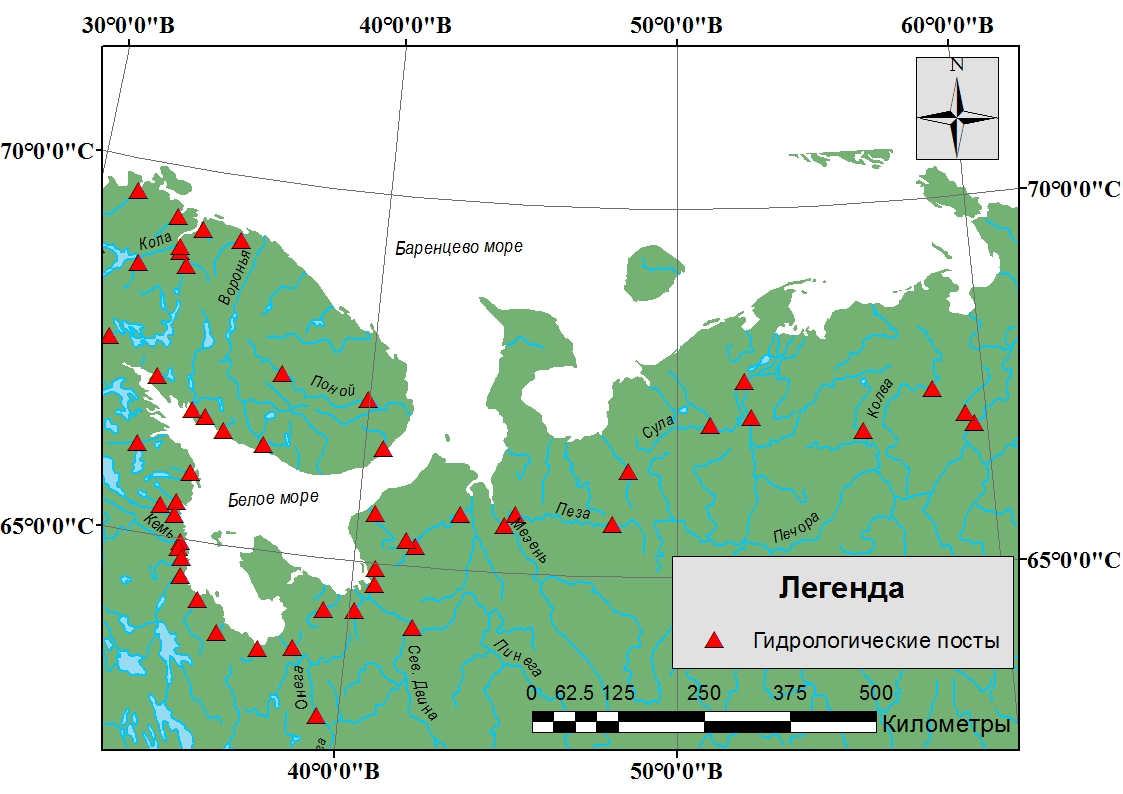 30°0'0"В 40°0'0"В 50°0'0"В 60°0'0"В
N
70°0'0"С
70°0'0"С
Кола
Баренцево море
Воронья
Поной
Колва
Сула
Белое море
Кемь
Пеза
Мезень
Печора
65°0'0"С
65°0'0"С
Легенда
Гидрологические посты
Пинега
Сев. Двина
Онега
0 62.5 125 250 375 500
Километры
40°0'0"В 50°0'0"В